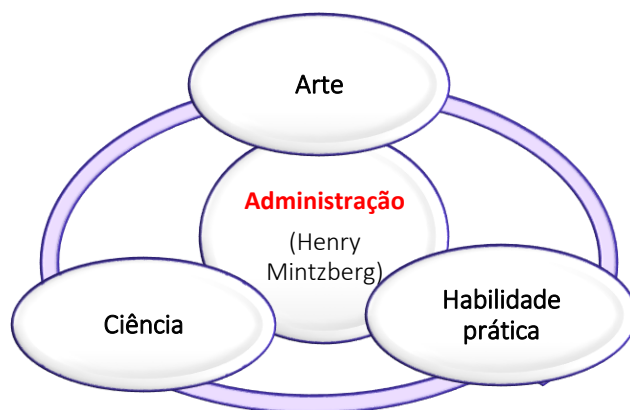 Arte
Administração
(Henry
Mintzberg)
Ciência
Habilidade
prática